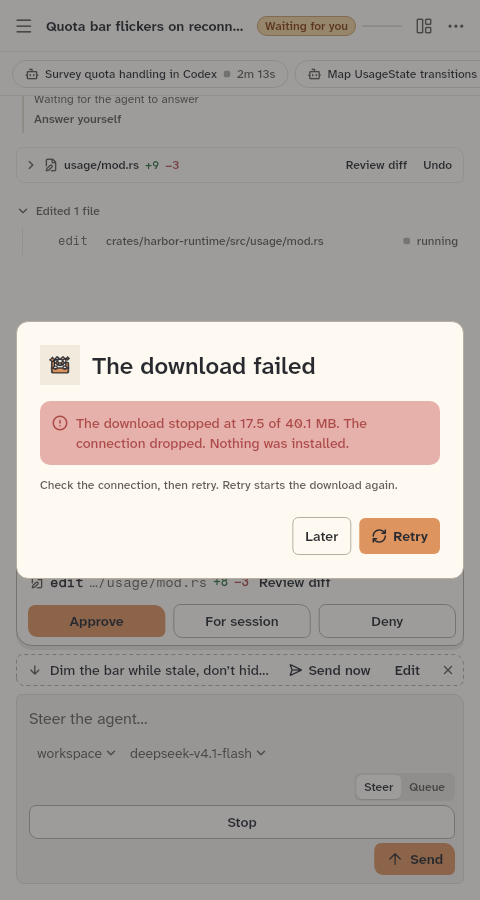 Quota bar flickers on reconn... Waiting for you
Survey quota handling in Codex 2m 13s Map UsageState transitions
Waiting for the agent to answer
Answer yourself
usage/mod.rs +9 −3 Review diff Undo
Edited 1 file
edit crates/harbor-runtime/src/usage/mod.rs running
The download failed
The download stopped at 17.5 of 40.1 MB. The
connection dropped. Nothing was installed.
Check the connection, then retry. Retry starts the download again.
Later Retry
edit …/usage/mod.rs +8 −3 Review diff
Approve For session Deny
Dim the bar while stale, don't hid... Send now Edit
Steer the agent...
workspace deepseek-v4.1-flash
Steer Queue
Stop
Send